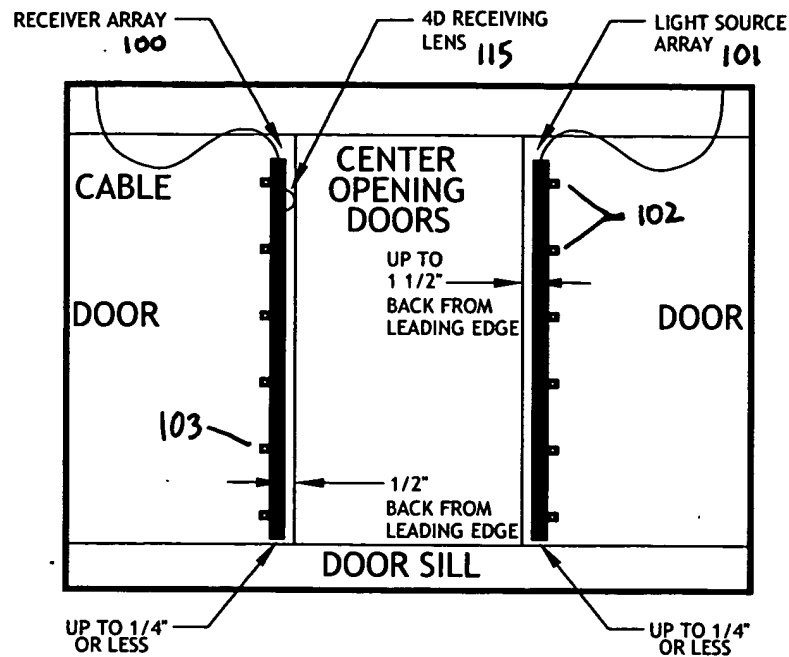 RECEIVER ARRAY
100
4D RECEIVING
LENS 115
LIGHT SOURCE
ARRAY 101
CABLE
CENTER
OPENING
DOORS
102
UP TO
1 1/2"
BACK FROM
LEADING EDGE
DOOR
DOOR
103
1/2"
BACK FROM
LEADING EDGE
DOOR SILL
UP TO 1/4"
OR LESS
UP TO 1/4"
OR LESS